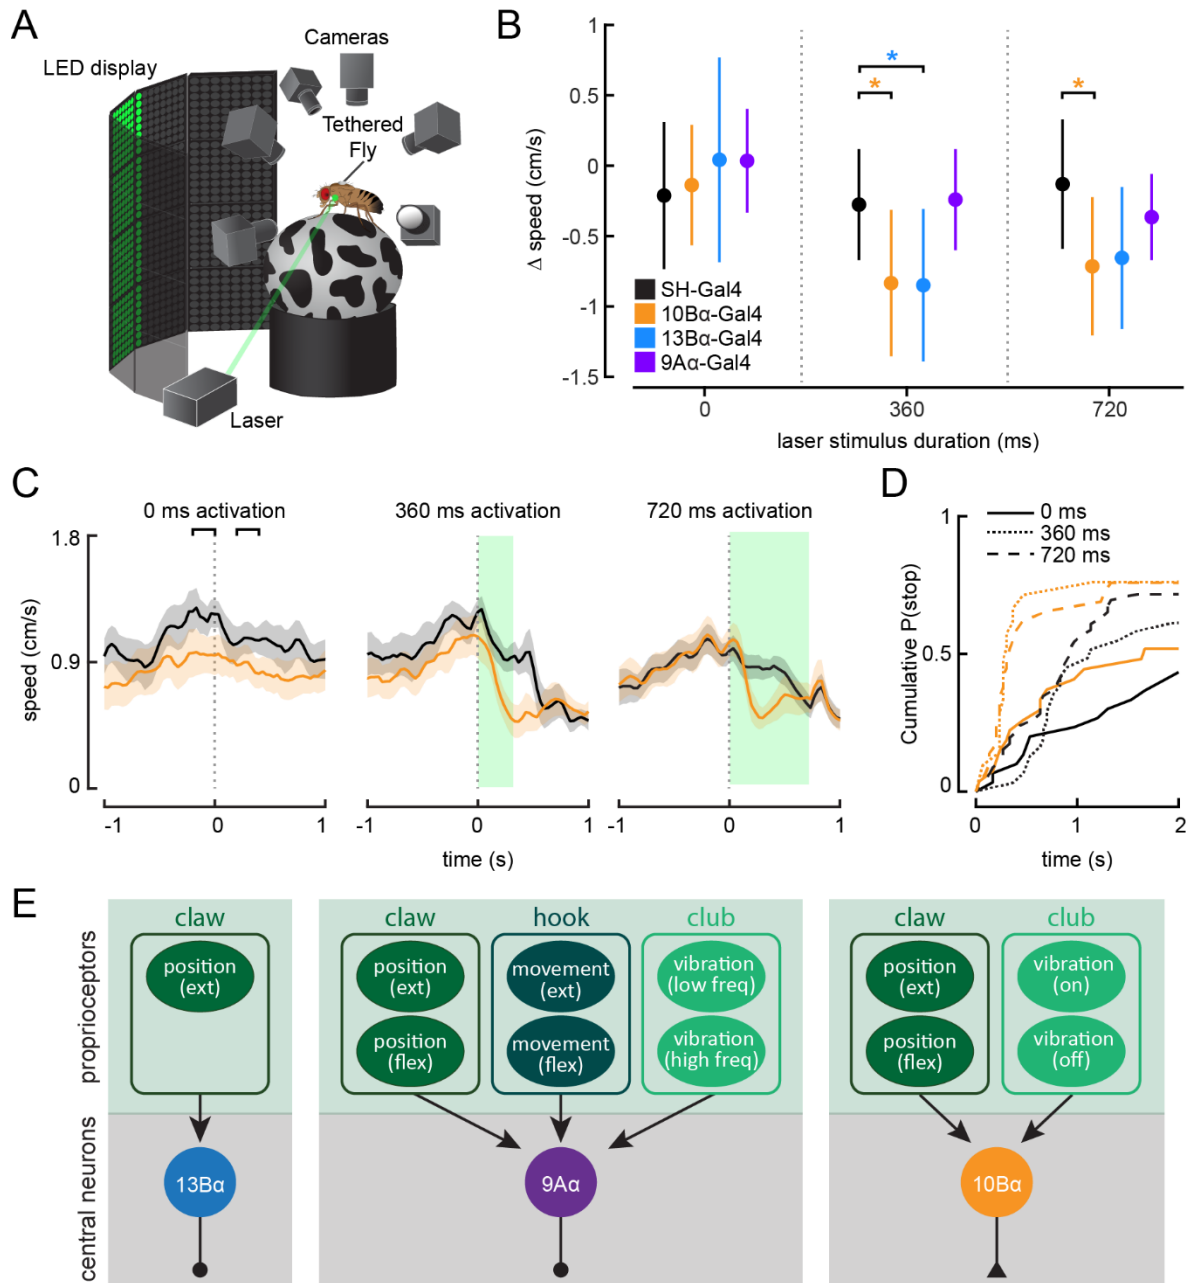 A
LED display
Cameras
Tethered
Fly
Laser
B
Δ speed (cm/s)
1
0.5
0
-0.5
-1
-1.5
*
*
*
SH-Gal4
10Bα-Gal4
13Bα-Gal4
9Aα-Gal4
0
360
720
laser stimulus duration (ms)
C
0 ms activation
360 ms activation
720 ms activation
speed (cm/s)
1.8
0.9
0
-1
0
1
-1
0
1
-1
0
1
time (s)
D
0 ms
360 ms
720 ms
Cumulative P(stop)
1
0.5
0
0
1
2
time (s)
E
proprioceptors
central neurons
claw
position
(ext)
13Bα
claw
hook
club
position
(ext)
movement
(ext)
vibration
(low freq)
position
(flex)
movement
(flex)
vibration
(high freq)
9Aα
claw
club
position
(ext)
vibration
(on)
position
(flex)
vibration
(off)
10Bα